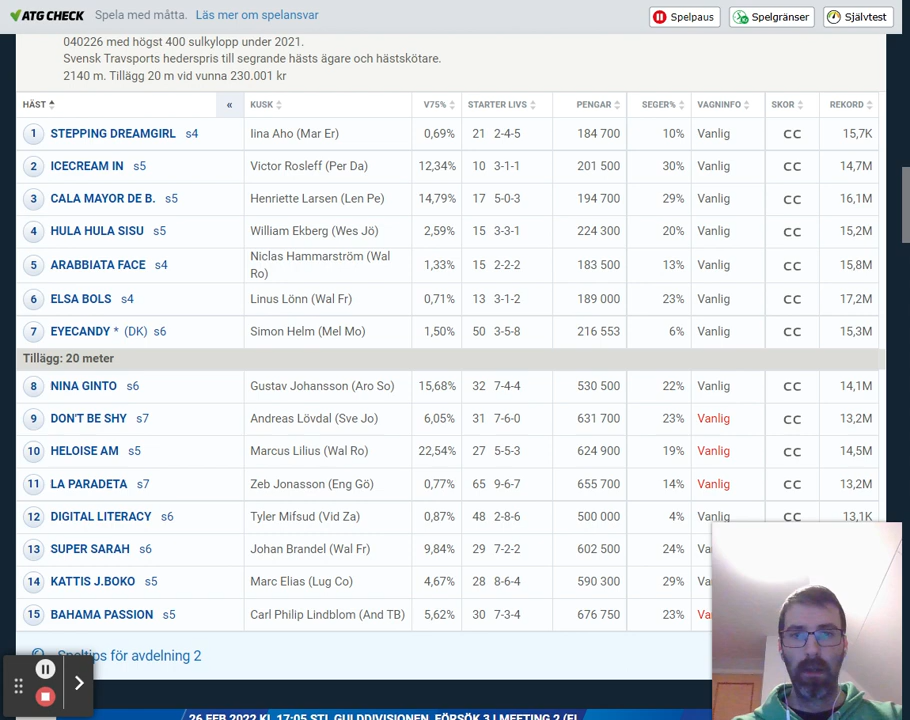 ATG CHECK Spela med måtta. Läs mer om spelansvar Spelpaus Spelgränser Självtest
040226 med högst 400 sulkylopp under 2021.
Svensk Travsports hederspris till segrande hästs ägare och hästskötare.
2140 m. Tillägg 20 m vid vunna 230.001 kr
HÄST « KUSK V75% STARTER LIVS PENGAR SEGER% VAGNINFO SKOR REKORD
1 STEPPING DREAMGIRL s4 Iina Aho (Mar Er) 0,69% 21 2-4-5 184 700 10% Vanlig C C 15,7K
2 ICECREAM IN s5 Victor Rosleff (Per Da) 12,34% 10 3-1-1 201 500 30% Vanlig C C 14,7M
3 CALA MAYOR DE B. s5 Henriette Larsen (Len Pe) 14,79% 17 5-0-3 194 700 29% Vanlig C C 16,1M
4 HULA HULA SISU s5 William Ekberg (Wes Jö) 2,59% 15 3-3-1 224 300 20% Vanlig C C 15,2M
5 ARABBIATA FACE s4 Niclas Hammarström (Wal Ro) 1,33% 15 2-2-2 183 500 13% Vanlig C C 15,8M
6 ELSA BOLS s4 Linus Lönn (Wal Fr) 0,71% 13 3-1-2 189 000 23% Vanlig C C 17,2M
7 EYECANDY * (DK) s6 Simon Helm (Mel Mo) 1,50% 50 3-5-8 216 553 6% Vanlig C C 15,3M
Tillägg: 20 meter
8 NINA GINTO s6 Gustav Johansson (Aro So) 15,68% 32 7-4-4 530 500 22% Vanlig C C 14,1M
9 DON'T BE SHY s7 Andreas Lövdal (Sve Jo) 6,05% 31 7-6-0 631 700 23% Vanlig C C 13,2M
10 HELOISE AM s5 Marcus Lilius (Wal Ro) 22,54% 27 5-5-3 624 900 19% Vanlig C C 14,5M
11 LA PARADETA s7 Zeb Jonasson (Eng Gö) 0,77% 65 9-6-7 655 700 14% Vanlig C C 13,2M
12 DIGITAL LITERACY s6 Tyler Mifsud (Vid Za) 0,87% 48 2-8-6 500 000 4% Vanlig C C 13,1K
13 SUPER SARAH s6 Johan Brandel (Wal Fr) 9,84% 29 7-2-2 602 500 24% Va
14 KATTIS J.BOKO s5 Marc Elias (Lug Co) 4,67% 28 8-6-4 590 300 29% Va
15 BAHAMA PASSION s5 Carl Philip Lindblom (And TB) 5,62% 30 7-3-4 676 750 23% Va
Speltips för avdelning 2
26 FEB 2022 KL 17:05 STL GULDDIVISIONEN, FÖRSÖK 3 I MEETING 2 (FI